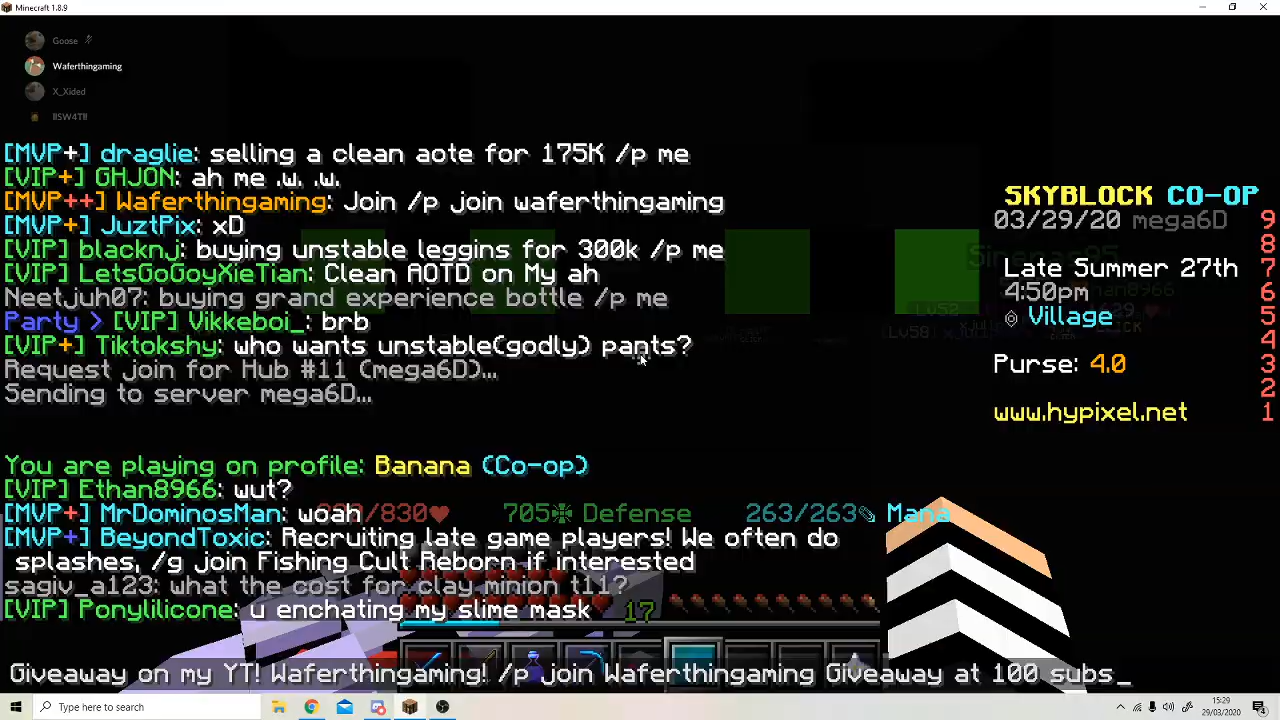 Minecraft 1.8.9
Goose
Waferthingaming
X_Xided
[MVP+] draglie: selling a clean aote for 175K /p me
[VIP+] GHJON: ah me .w. .w.
[MVP++] Waferthingaming: Join /p join waferthingaming
[MVP+] JuztPix: xD
[VIP] blacknj: buying unstable leggins for 300k /p me
[VIP] LetsGoGoyXieTian: Clean AOTD on My ah
Neetjuh07: buying grand experience bottle /p me
Party > [VIP] Vikkeboi_: brb
[VIP+] Tiktokshy: who wants unstable(godly) pants?
Request join for Hub #11 (mega6D)...
Sending to server mega6D...
You are playing on profile: Banana (Co-op)
[VIP] Ethan8966: wut?
[MVP+] MrDominosMan: woah
/830❤ 705 Defense 263/263 Mana
[MVP+] BeyondToxic: Recruiting late game players! We often do
splashes, /g join Fishing Cult Reborn if interested
sagiv_a123: what the cost for clay minion t11?
[VIP] Ponylilicone: u enchating my slime mask
17
Giveaway on my YT! Waferthingaming! /p join Waferthingaming Giveaway at 100 subs_
SKYBLOCK CO-OP
03/29/20 mega6D 9
8
Late Summer 27th 7
4:50pm 6
Village 5
4
Purse: 4.0 3
2
www.hypixel.net 1
Type here to search
15:29
29/03/2020